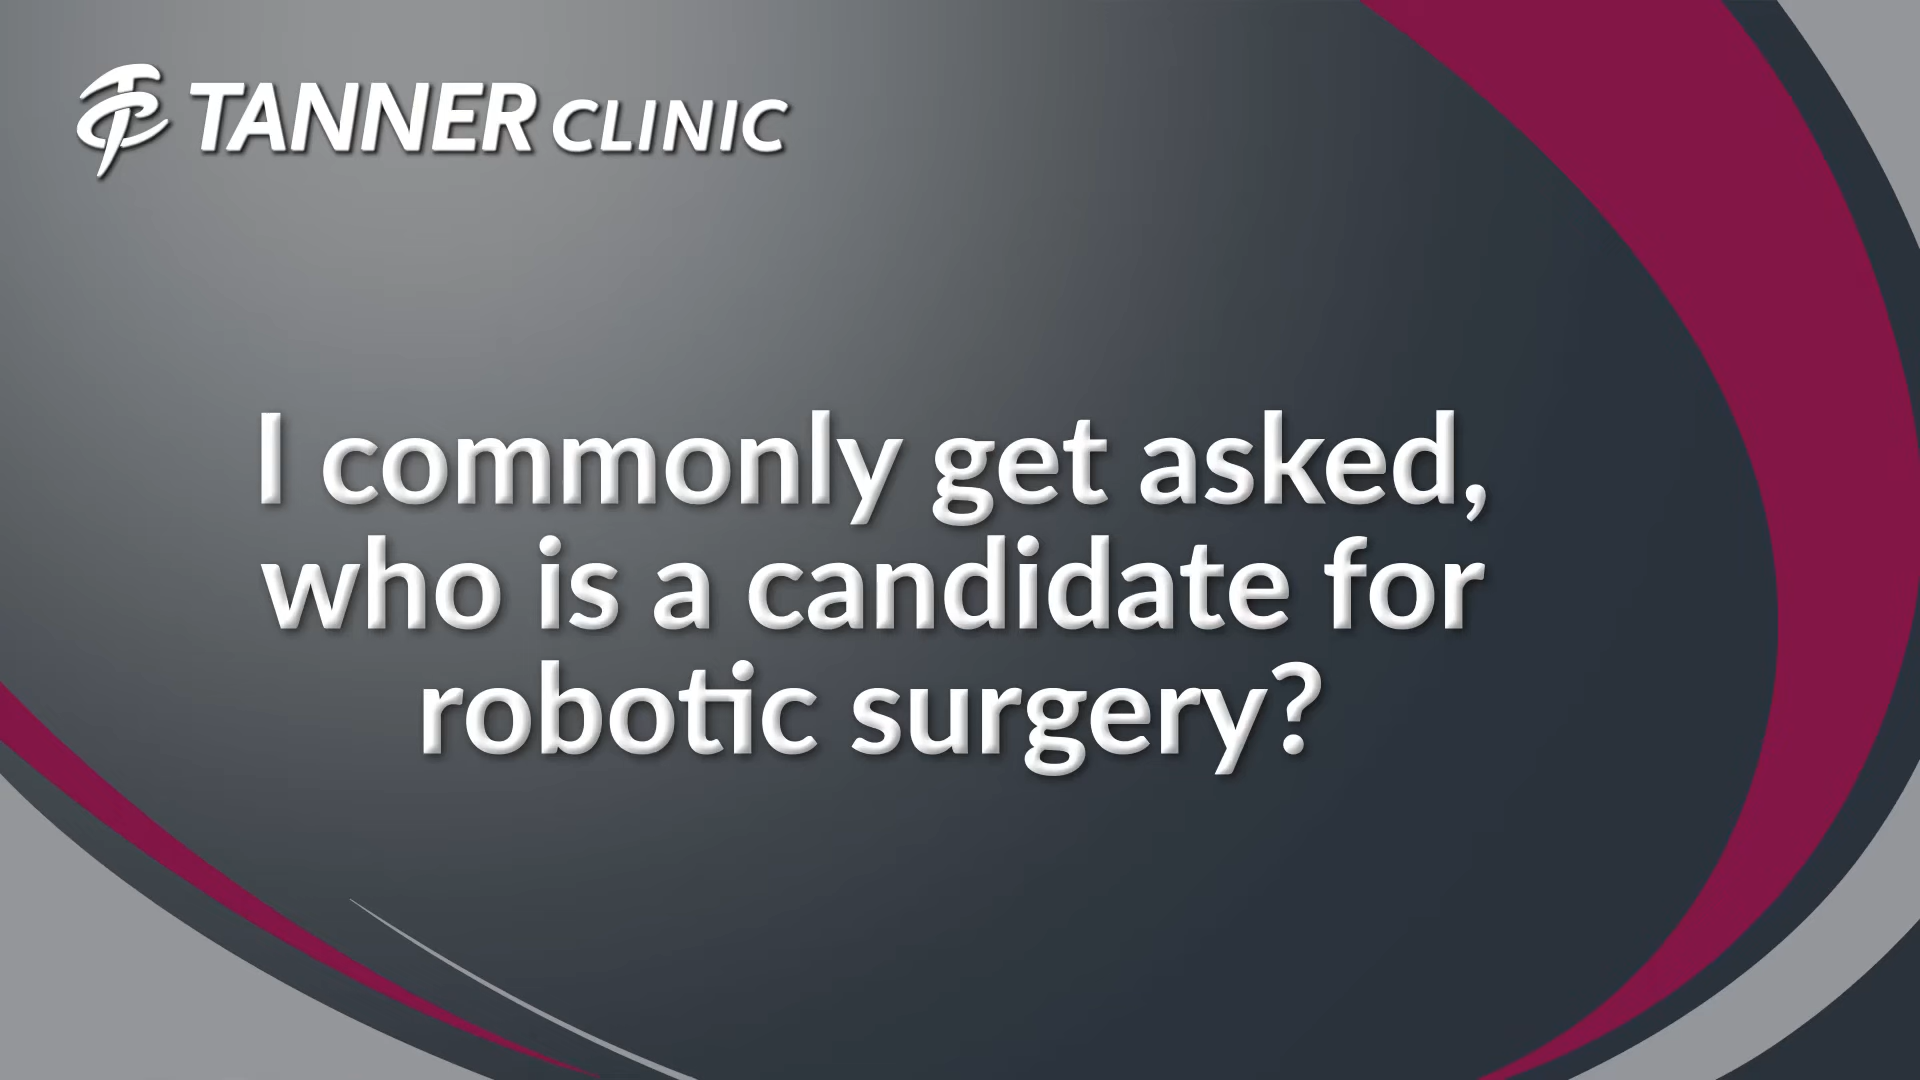 TANNER CLINIC
I commonly get asked,
who is a candidate for
robotic surgery?